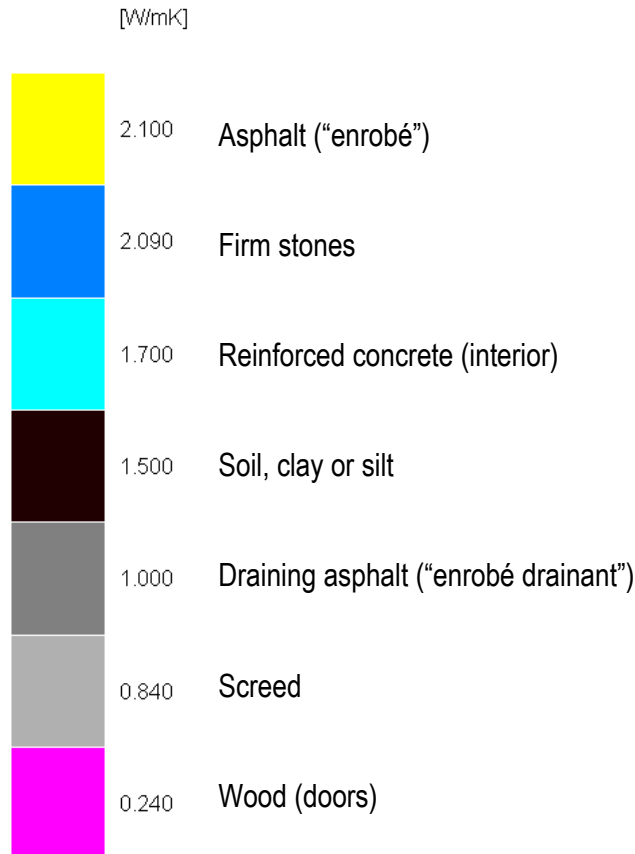 [W/mK]
2.100 Asphalt (“enrobé”)
2.090 Firm stones
1.700 Reinforced concrete (interior)
1.500 Soil, clay or silt
1.000 Draining asphalt (“enrobé drainant”)
0.840 Screed
0.240 Wood (doors)